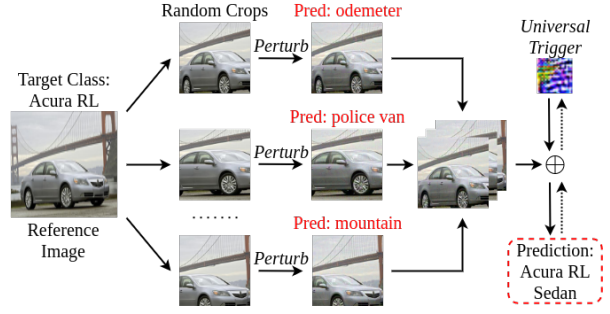 Random Crops
Pred: odemeter
Universal
Trigger
Perturb
Target Class:
Acura RL
Pred: police van
Perturb
.......
Reference
Image
Pred: mountain
Perturb
Prediction:
Acura RL
Sedan